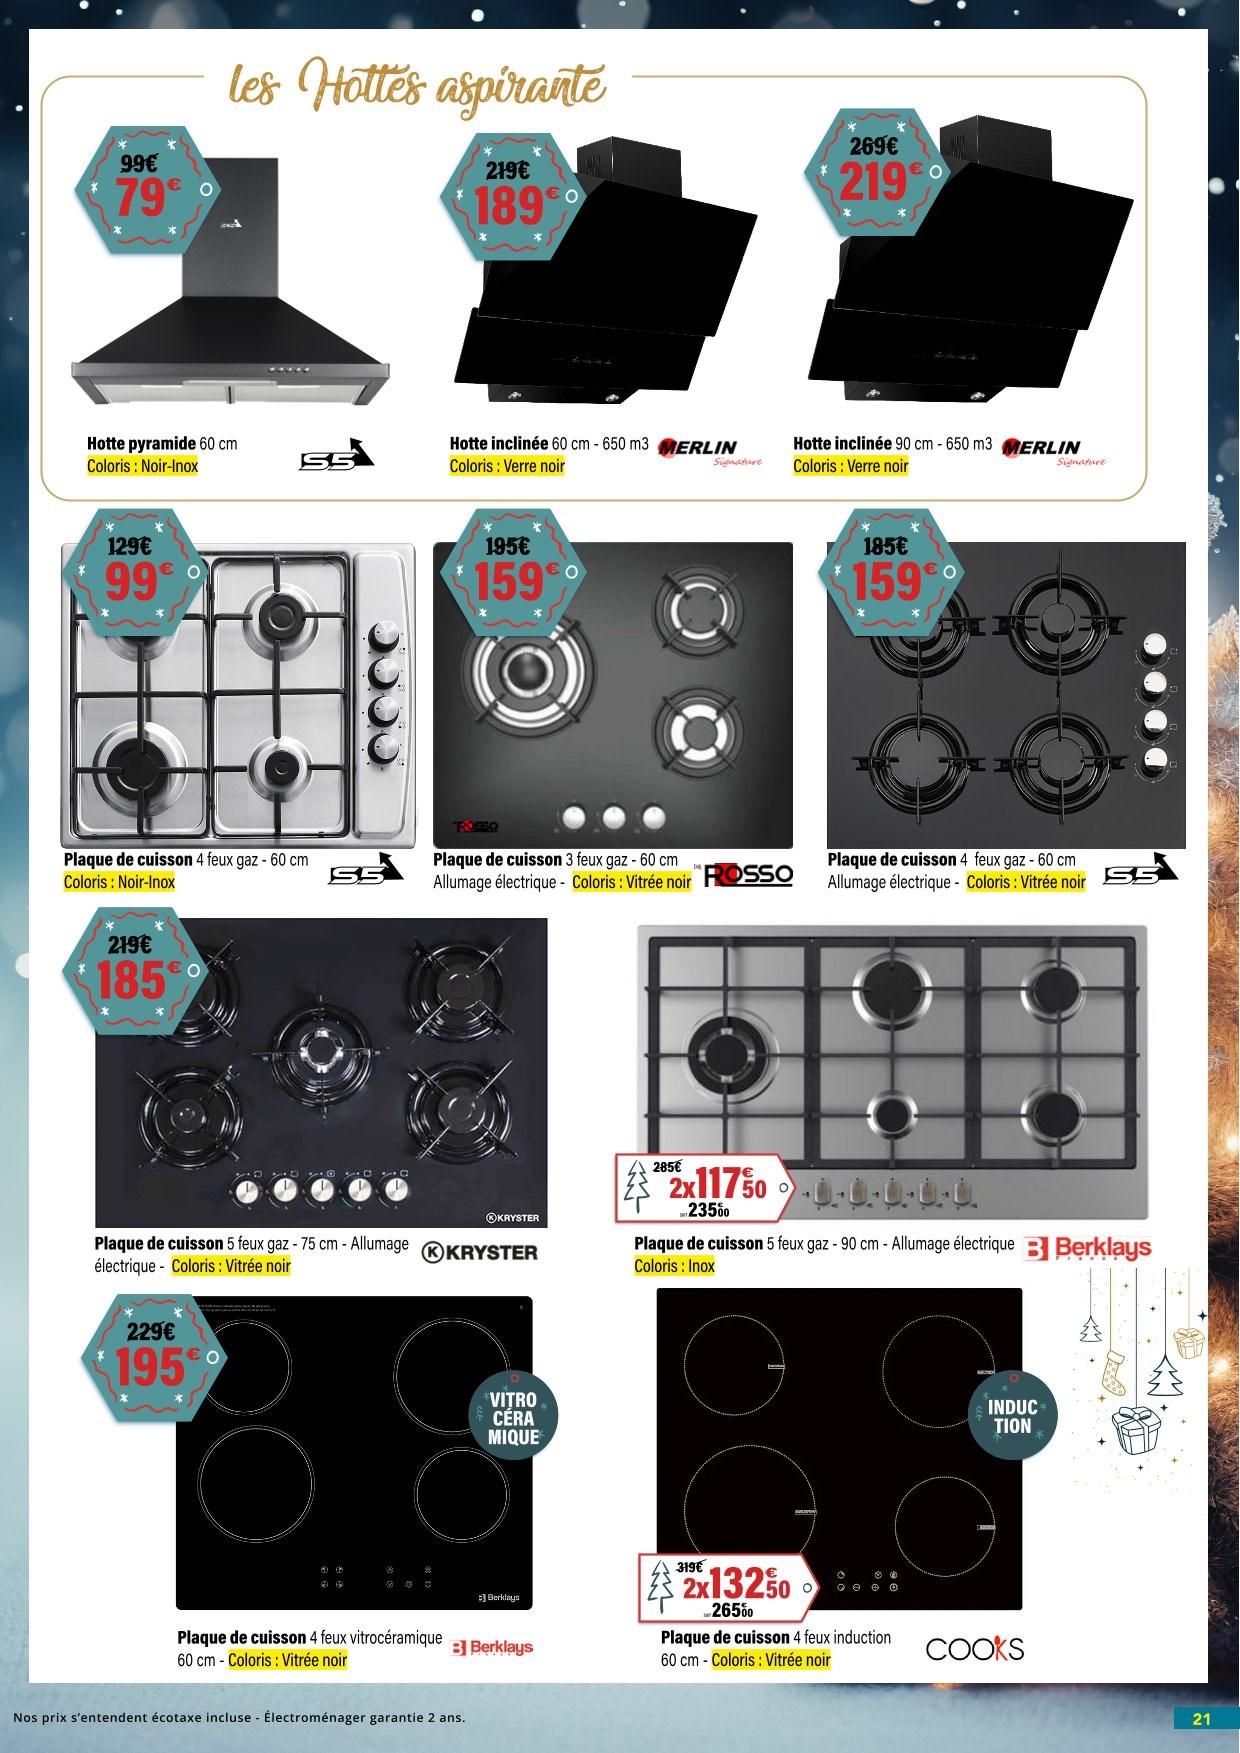 les Hottes aspirante
99€
79€
219€
189€
269€
219€
Hotte pyramide 60 cm
Coloris : Noir-Inox
S5
Hotte inclinée 60 cm - 650 m3
Coloris : Verre noir
MERLIN
Signature
Hotte inclinée 90 cm - 650 m3
Coloris : Verre noir
MERLIN
Signature
129€
99€
195€
159€
185€
159€
ROSSO
Plaque de cuisson 4 feux gaz - 60 cm
Coloris : Noir-Inox
S5
Plaque de cuisson 3 feux gaz - 60 cm
Allumage électrique - Coloris : Vitrée noir
ROSSO
Plaque de cuisson 4 feux gaz - 60 cm
Allumage électrique - Coloris : Vitrée noir
S5
219€
185€
KRYSTER
285€
2x117€50
SOIT 235€00
Plaque de cuisson 5 feux gaz - 75 cm - Allumage
électrique - Coloris : Vitrée noir
KRYSTER
Plaque de cuisson 5 feux gaz - 90 cm - Allumage électrique
Coloris : Inox
Berklays
229€
195€
VITRO
CÉRA
MIQUE
Berklays
INDUC
TION
319€
2x132€50
SOIT 265€00
Plaque de cuisson 4 feux vitrocéramique
60 cm - Coloris : Vitrée noir
Berklays
Plaque de cuisson 4 feux induction
60 cm - Coloris : Vitrée noir
COOKS
Nos prix s'entendent écotaxe incluse - Électroménager garantie 2 ans.
21